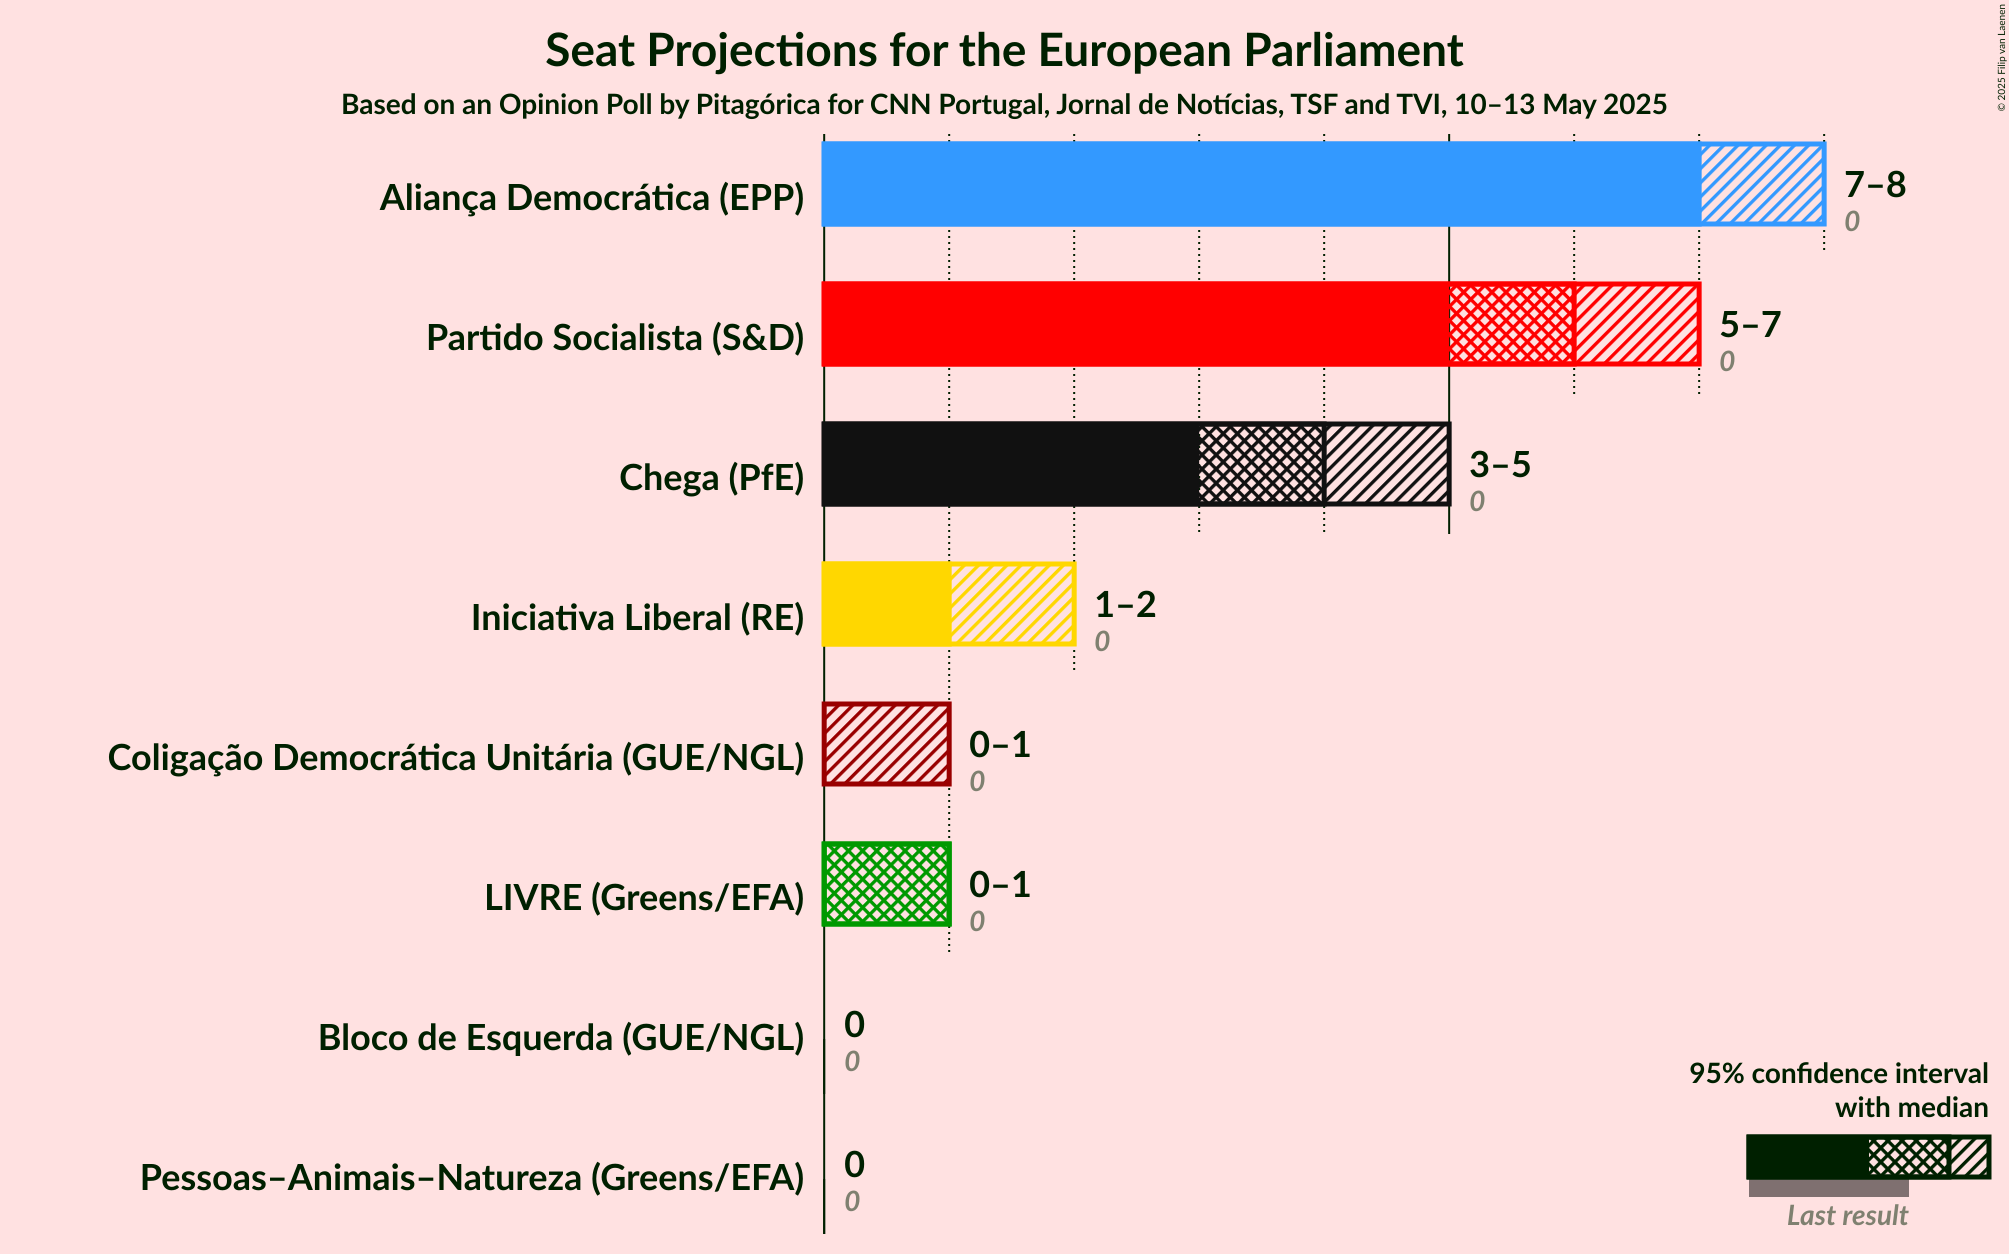 Seat Projections for the European Parliament
Based on an Opinion Poll by Pitagórica for CNN Portugal, Jornal de Notícias, TSF and TVI, 10–13 May 2025
© 2025 Filip van Laenen
Aliança Democrática (EPP)
7–8
0
Partido Socialista (S&D)
5–7
0
Chega (PfE)
3–5
0
Iniciativa Liberal (RE)
1–2
0
Coligação Democrática Unitária (GUE/NGL)
0–1
0
LIVRE (Greens/EFA)
0–1
0
Bloco de Esquerda (GUE/NGL)
0
0
Pessoas–Animais–Natureza (Greens/EFA)
0
0
95% confidence interval
with median
Last result